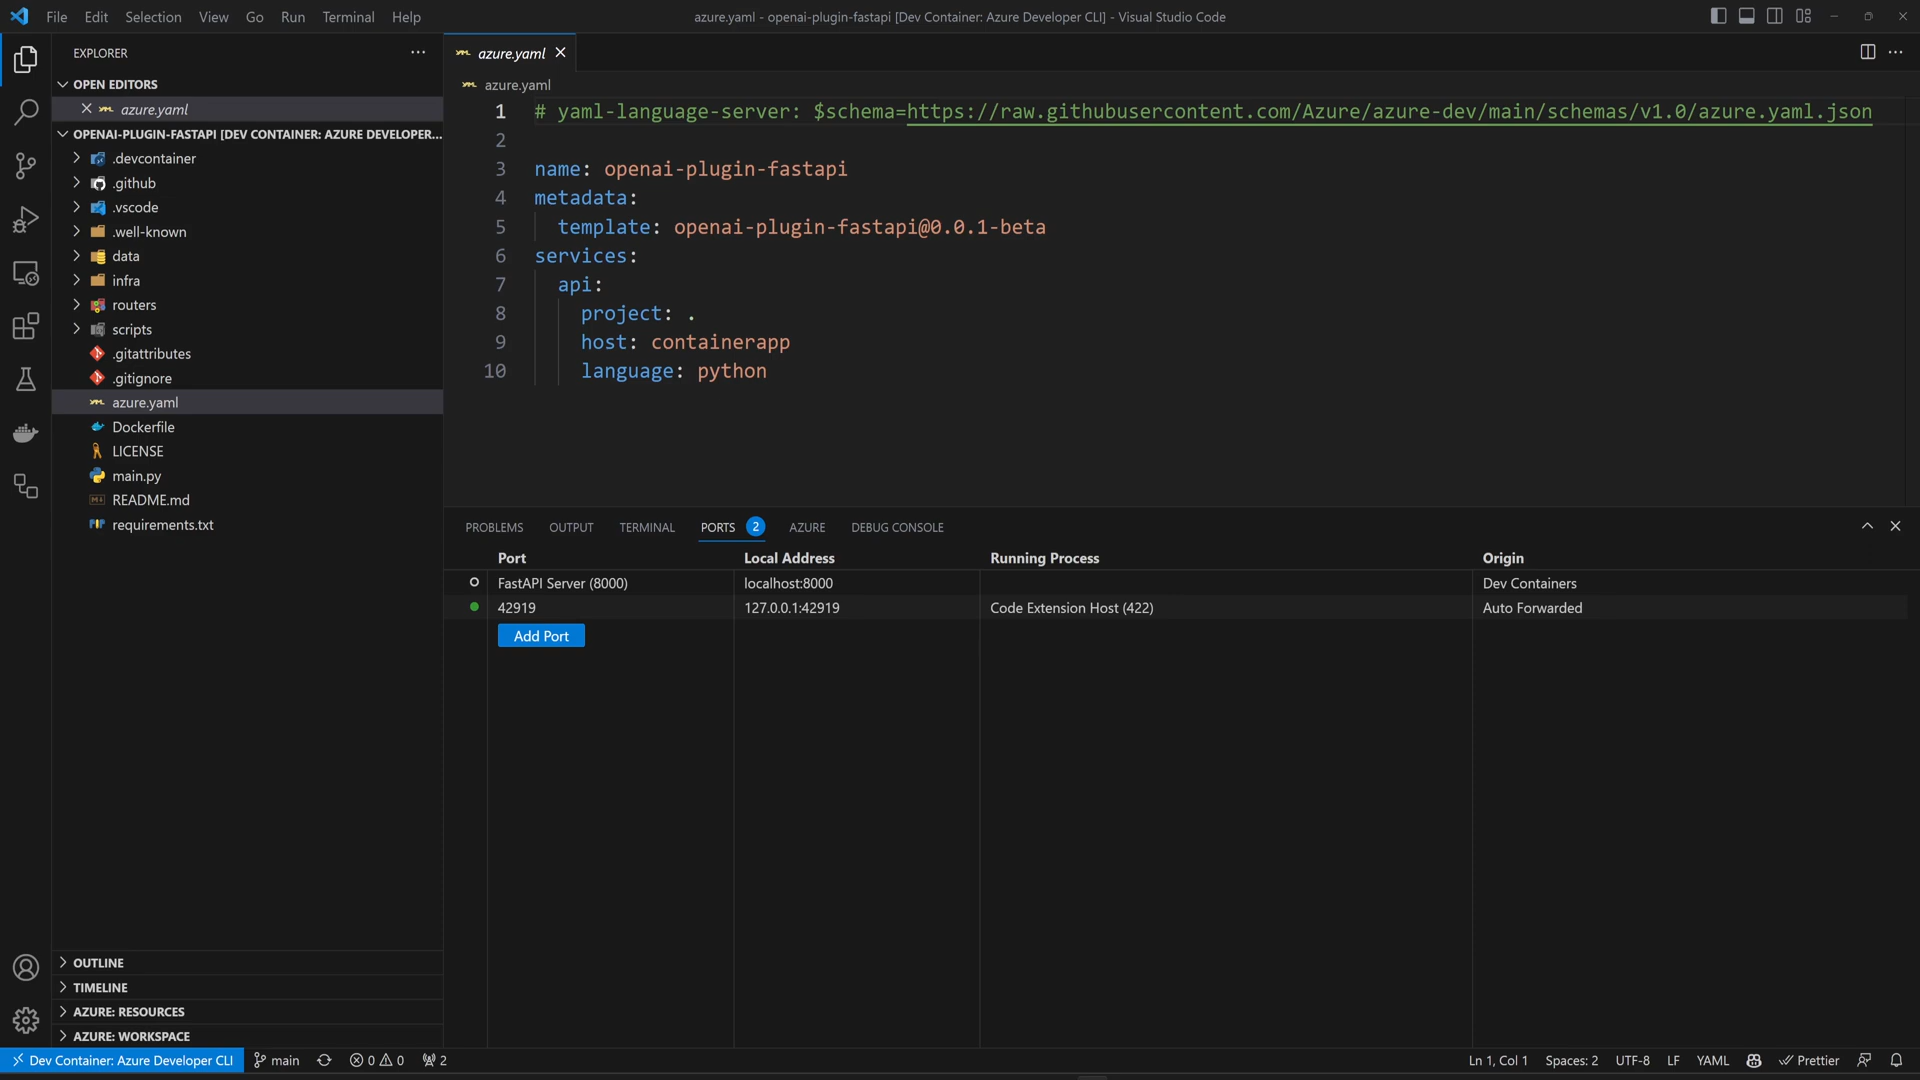 File Edit Selection View Go Run Terminal Help
azure.yaml - openai-plugin-fastapi [Dev Container: Azure Developer CLI] - Visual Studio Code
EXPLORER
OPEN EDITORS
azure.yaml
OPENAI-PLUGIN-FASTAPI [DEV CONTAINER: AZURE DEVELOPER...
.devcontainer
.github
.vscode
.well-known
data
infra
routers
scripts
.gitattributes
.gitignore
azure.yaml
Dockerfile
LICENSE
main.py
README.md
requirements.txt
OUTLINE
TIMELINE
AZURE: RESOURCES
AZURE: WORKSPACE
azure.yaml
azure.yaml
1 # yaml-language-server: $schema=https://raw.githubusercontent.com/Azure/azure-dev/main/schemas/v1.0/azure.yaml.json
2
3 name: openai-plugin-fastapi
4 metadata:
5 template: openai-plugin-fastapi@0.0.1-beta
6 services:
7 api:
8 project: .
9 host: containerapp
10 language: python
PROBLEMS OUTPUT TERMINAL PORTS 2 AZURE DEBUG CONSOLE
Port Local Address Running Process Origin
FastAPI Server (8000) localhost:8000 Dev Containers
42919 127.0.0.1:42919 Code Extension Host (422) Auto Forwarded
Add Port
Dev Container: Azure Developer CLI main 0 0 2 Ln 1, Col 1 Spaces: 2 UTF-8 LF YAML Prettier